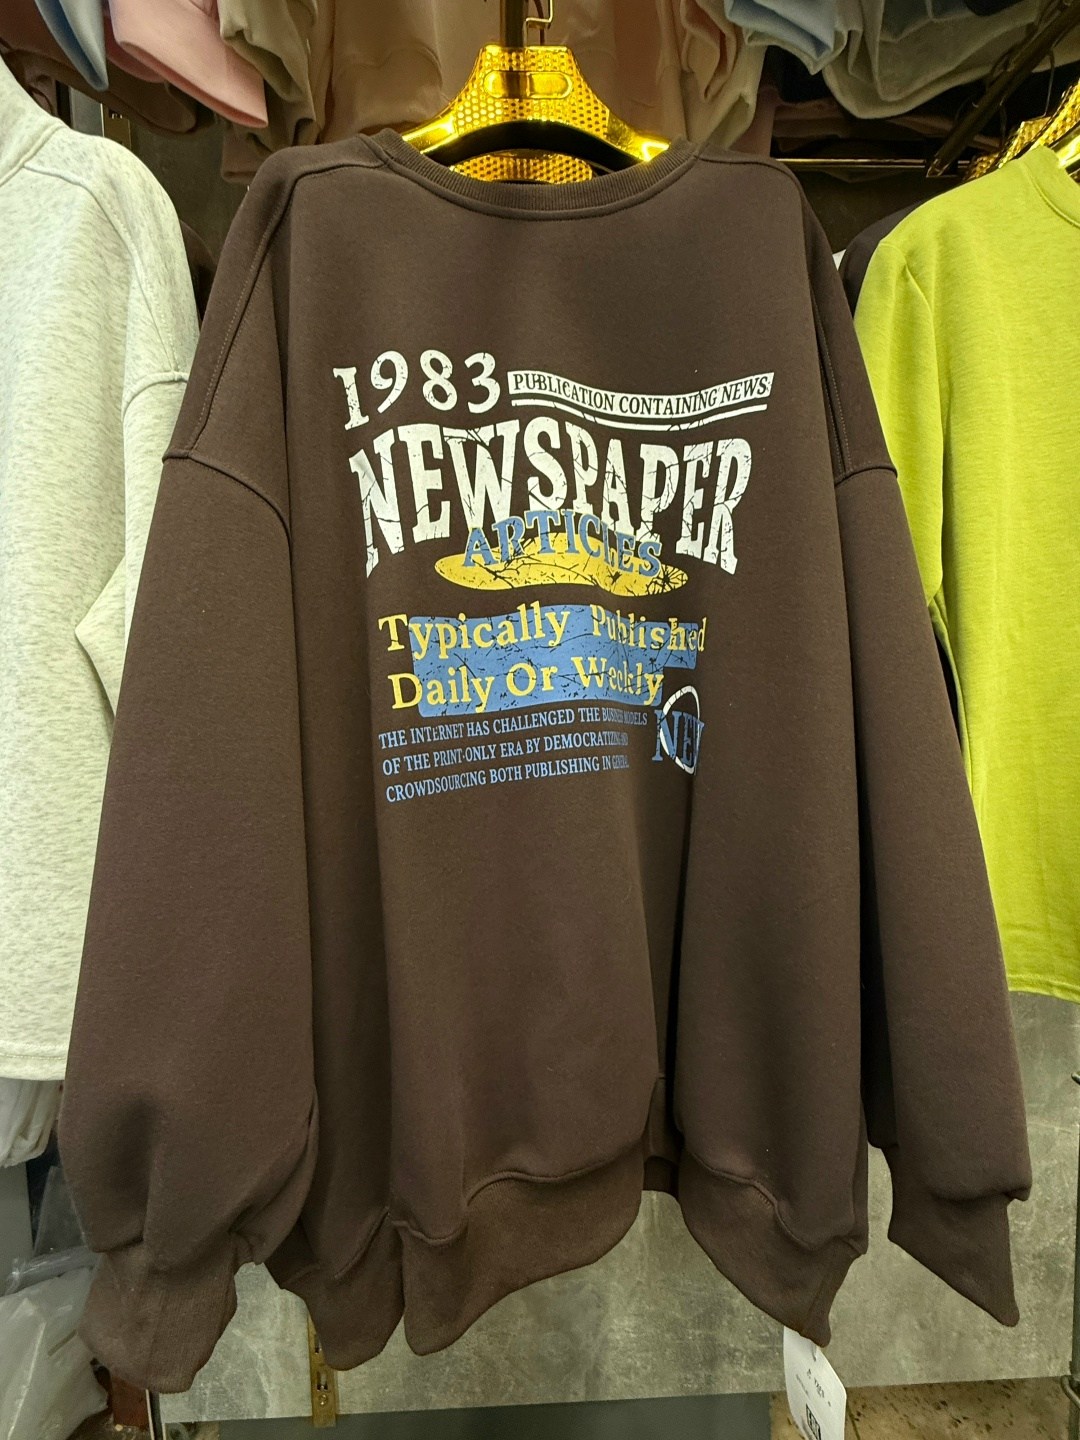 1983
PUBLICATION CONTAINING NEWS
NEWSPAPER
ARTICLES
Typically Published
Daily Or Weekly
THE INTERNET HAS CHALLENGED THE BUSINESS MODELS
OF THE PRINT-ONLY ERA BY DEMOCRATIZING AND
CROWDSOURCING BOTH PUBLISHING IN GENERAL
NEW